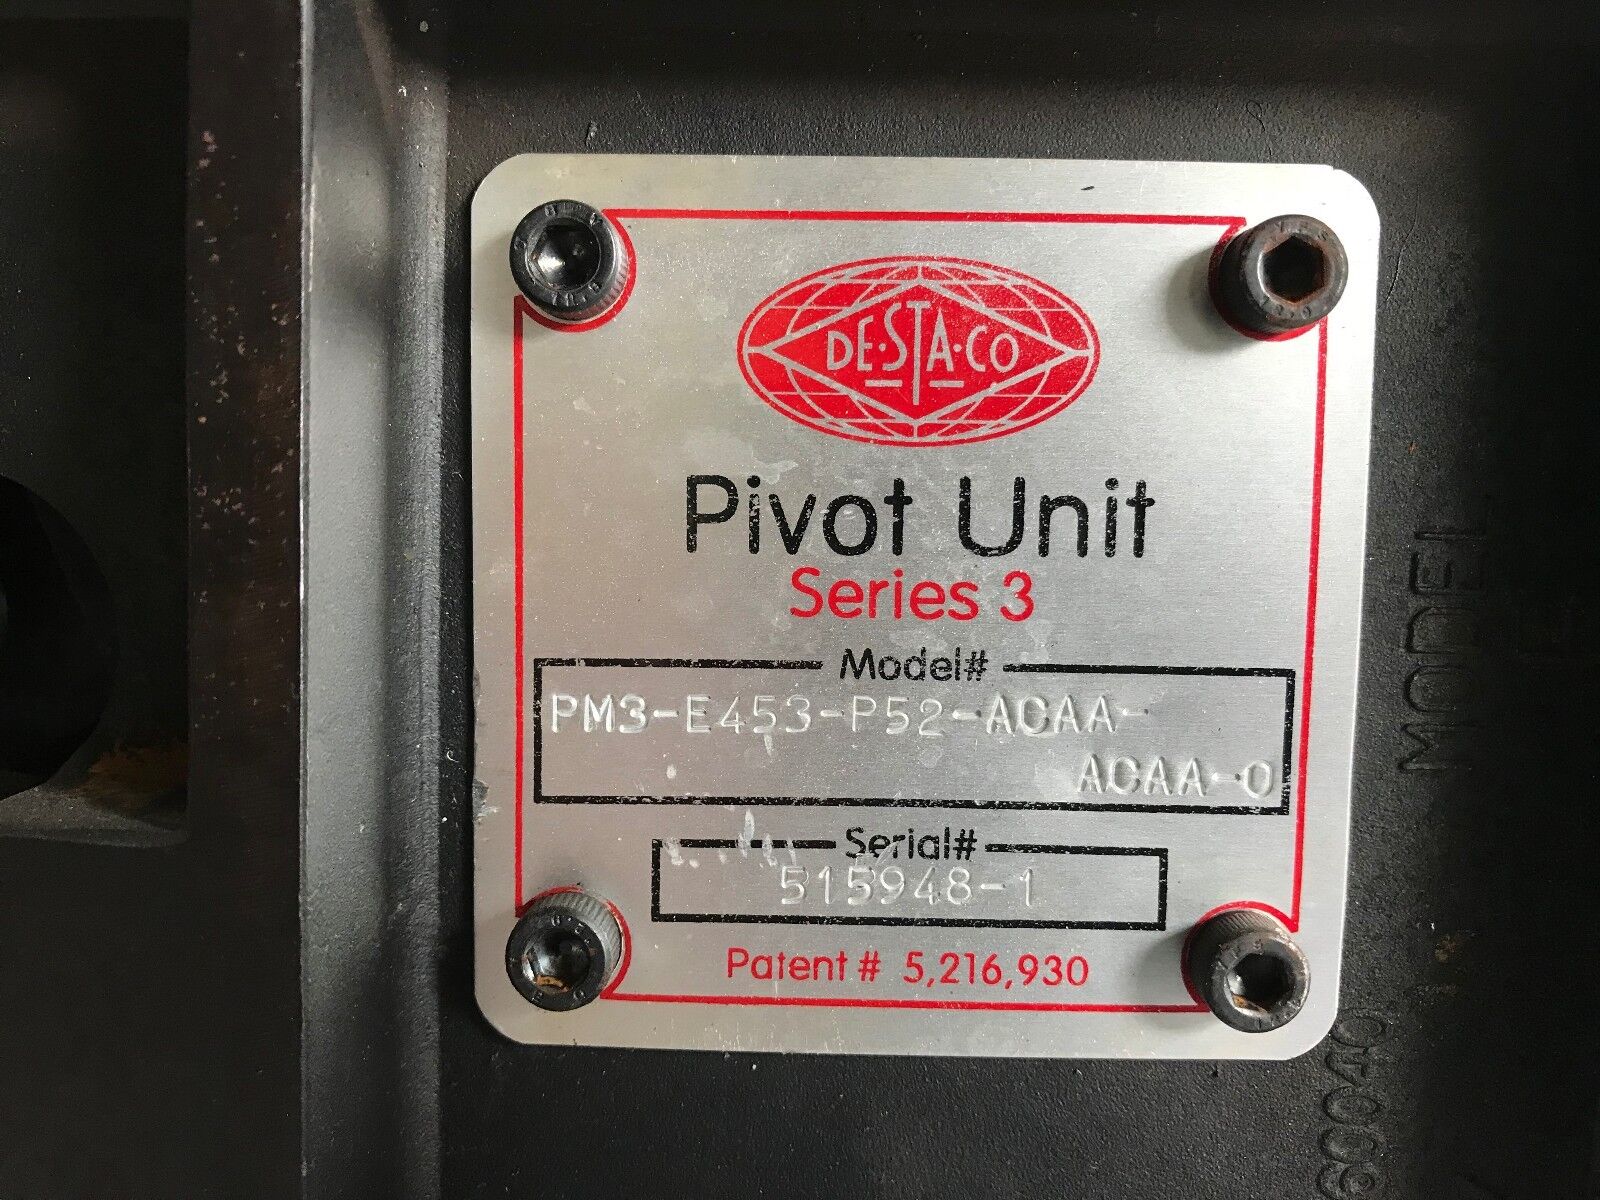 DE·STA·CO
Pivot Unit
Series 3
Model#
PM3-E453-P52-ACAA-
ACAA-0
Serial#
515948-1
Patent # 5,216,930
MODEL
60040